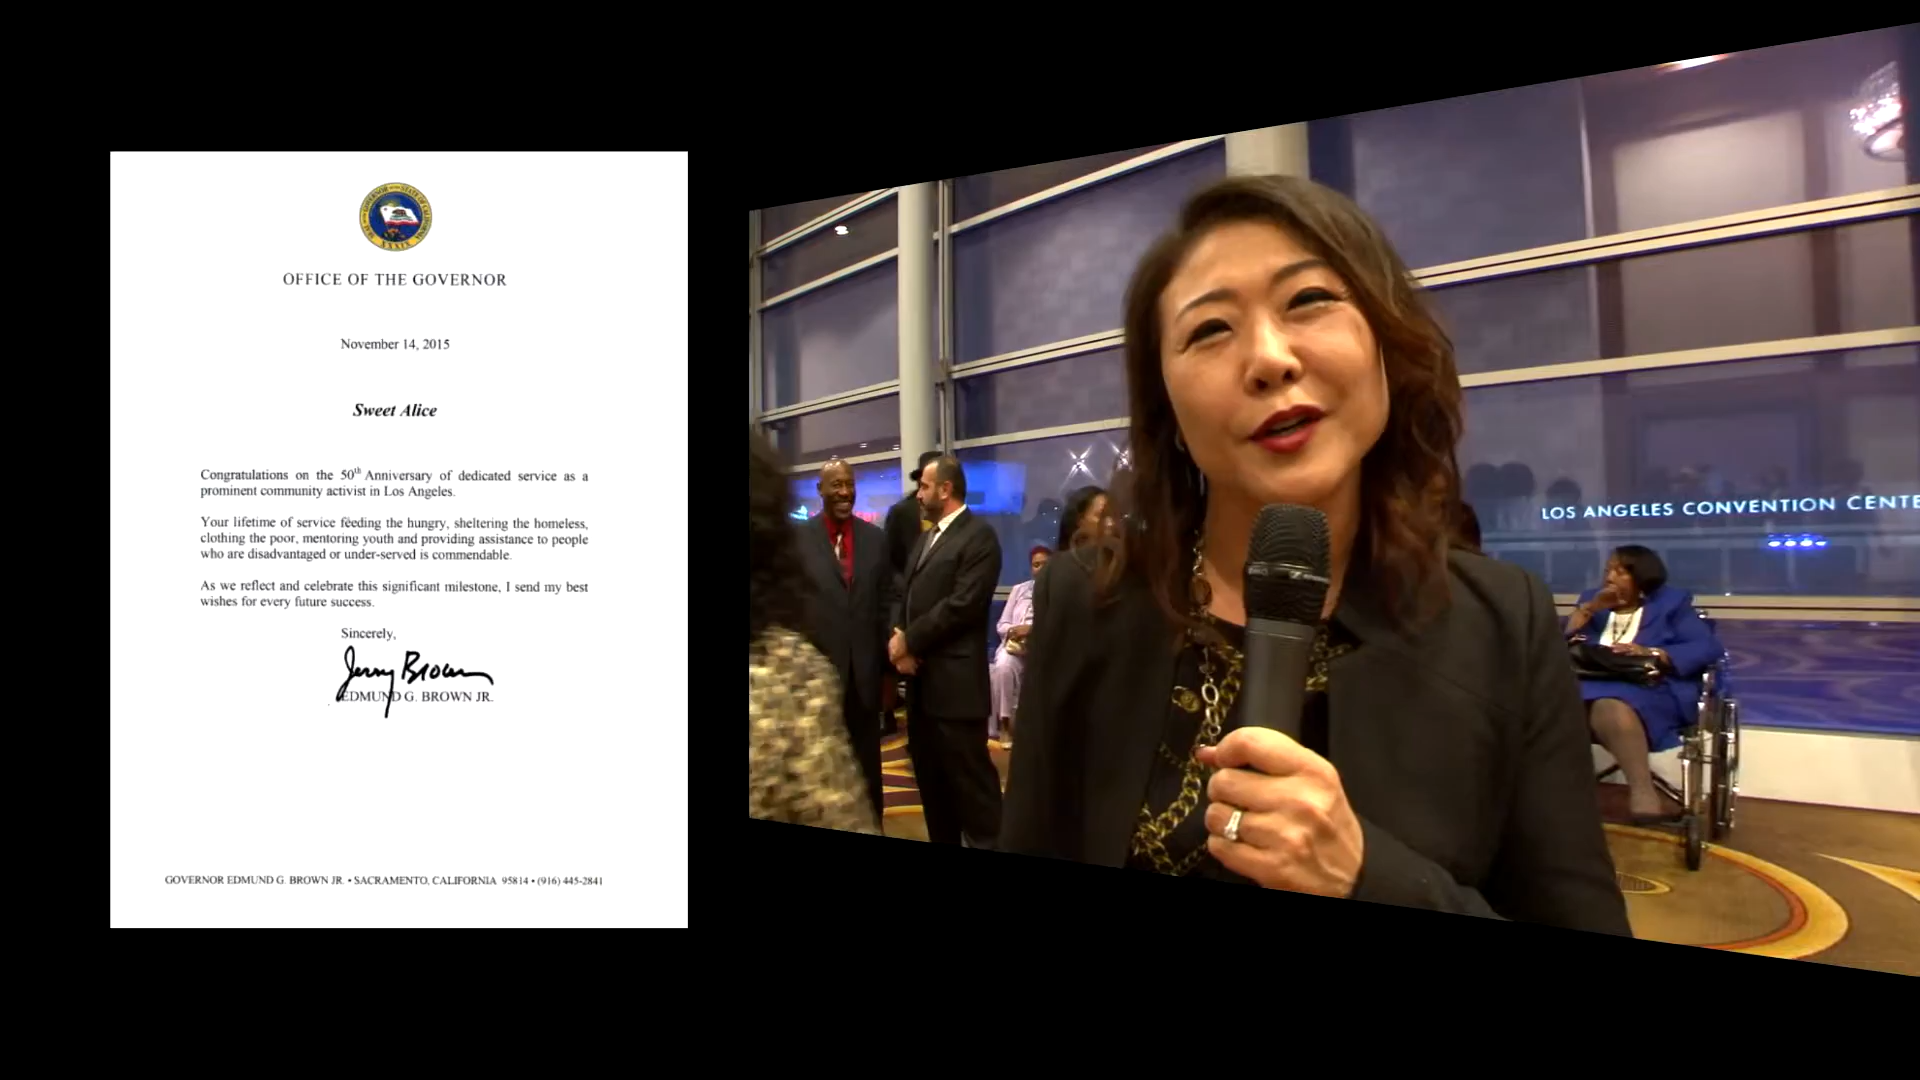 OFFICE OF THE GOVERNOR
November 14, 2015
Sweet Alice
Congratulations on the 50th Anniversary of dedicated service as a
prominent community activist in Los Angeles.
Your lifetime of service feeding the hungry, sheltering the homeless,
clothing the poor, mentoring youth and providing assistance to people
who are disadvantaged or under-served is commendable.
As we reflect and celebrate this significant milestone, I send my best
wishes for every future success.
Sincerely,
Jerry Brown
EDMUND G. BROWN JR.
GOVERNOR EDMUND G. BROWN JR. • SACRAMENTO, CALIFORNIA 95814 • (916) 445-2841
LOS ANGELES CONVENTION CENTE